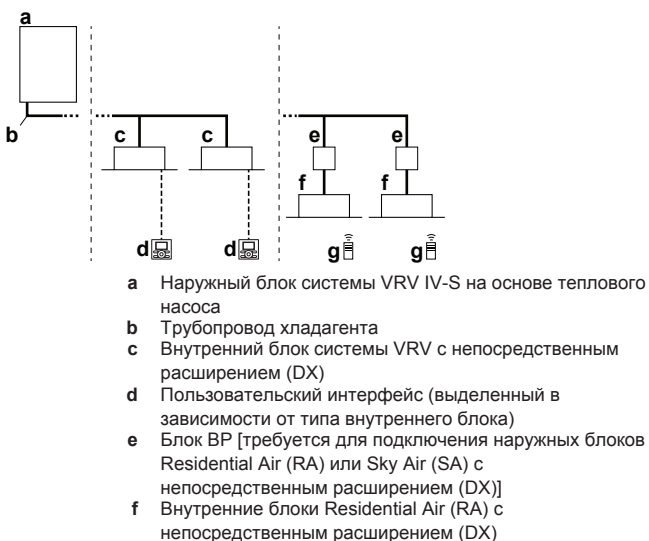 a
b
c c e e
f f
d d g g
a Наружный блок системы VRV IV-S на основе теплового
насоса
b Трубопровод хладагента
c Внутренний блок системы VRV с непосредственным
расширением (DX)
d Пользовательский интерфейс (выделенный в
зависимости от типа внутреннего блока)
e Блок BP [требуется для подключения наружных блоков
Residential Air (RA) или Sky Air (SA) с
непосредственным расширением (DX)]
f Внутренние блоки Residential Air (RA) с
непосредственным расширением (DX)